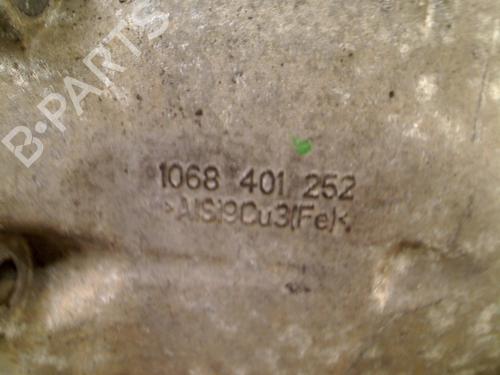 B-PARTS
1068 401 252
>AlSi9Cu3(Fe)<